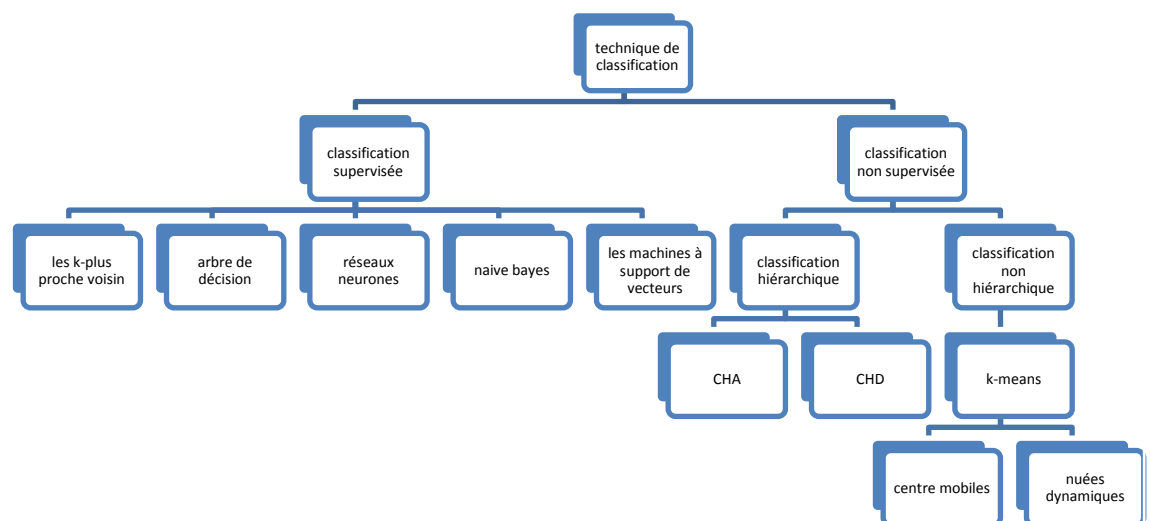 technique de
classification
classification
supervisée
classification
non supervisée
les k-plus
proche voisin
arbre de
décision
réseaux
neurones
naive bayes
les machines à
support de
vecteurs
classification
hiérarchique
classification
non
hiérarchique
CHA
CHD
k-means
centre mobiles
nuées
dynamiques